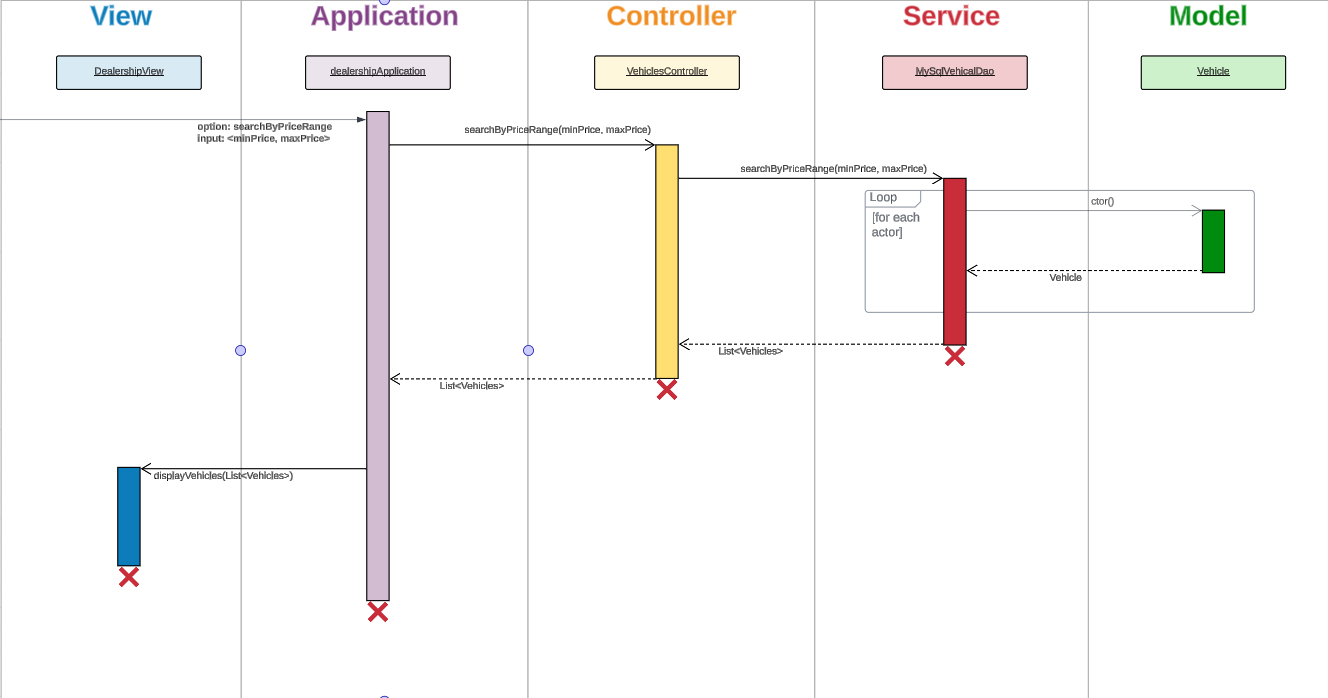 View
Application
Controller
Service
Model
DealershipView
dealershipApplication
VehiclesController
MySqlVehicalDao
Vehicle
option: searchByPriceRange
input: <minPrice, maxPrice>
searchByPriceRange(minPrice, maxPrice)
searchByPriceRange(minPrice, maxPrice)
Loop
[for each
actor]
ctor()
Vehicle
List<Vehicles>
List<Vehicles>
displayVehicles(List<Vehicles>)